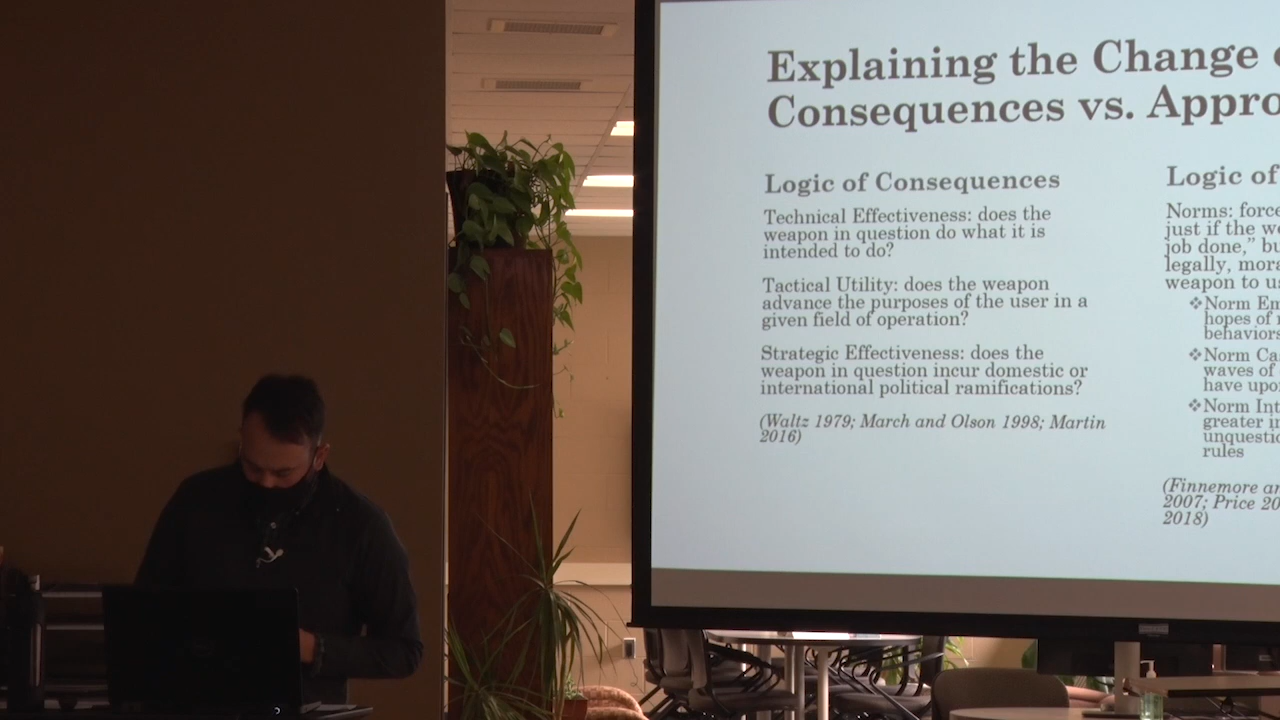 Explaining the Change
Consequences vs. Appro
Logic of Consequences
Technical Effectiveness: does the
weapon in question do what it is
intended to do?
Tactical Utility: does the weapon
advance the purposes of the user in a
given field of operation?
Strategic Effectiveness: does the
weapon in question incur domestic or
international political ramifications?
(Waltz 1979; March and Olson 1998; Martin
2016)
Logic of
Norms: forc
just if the we
job done,” bu
legally, mora
weapon to us
❖Norm En
hopes of
behaviors
❖Norm Ca
waves of
have upo
❖Norm Int
greater in
unquestio
rules
(Finnemore an
2007; Price 20
2018)